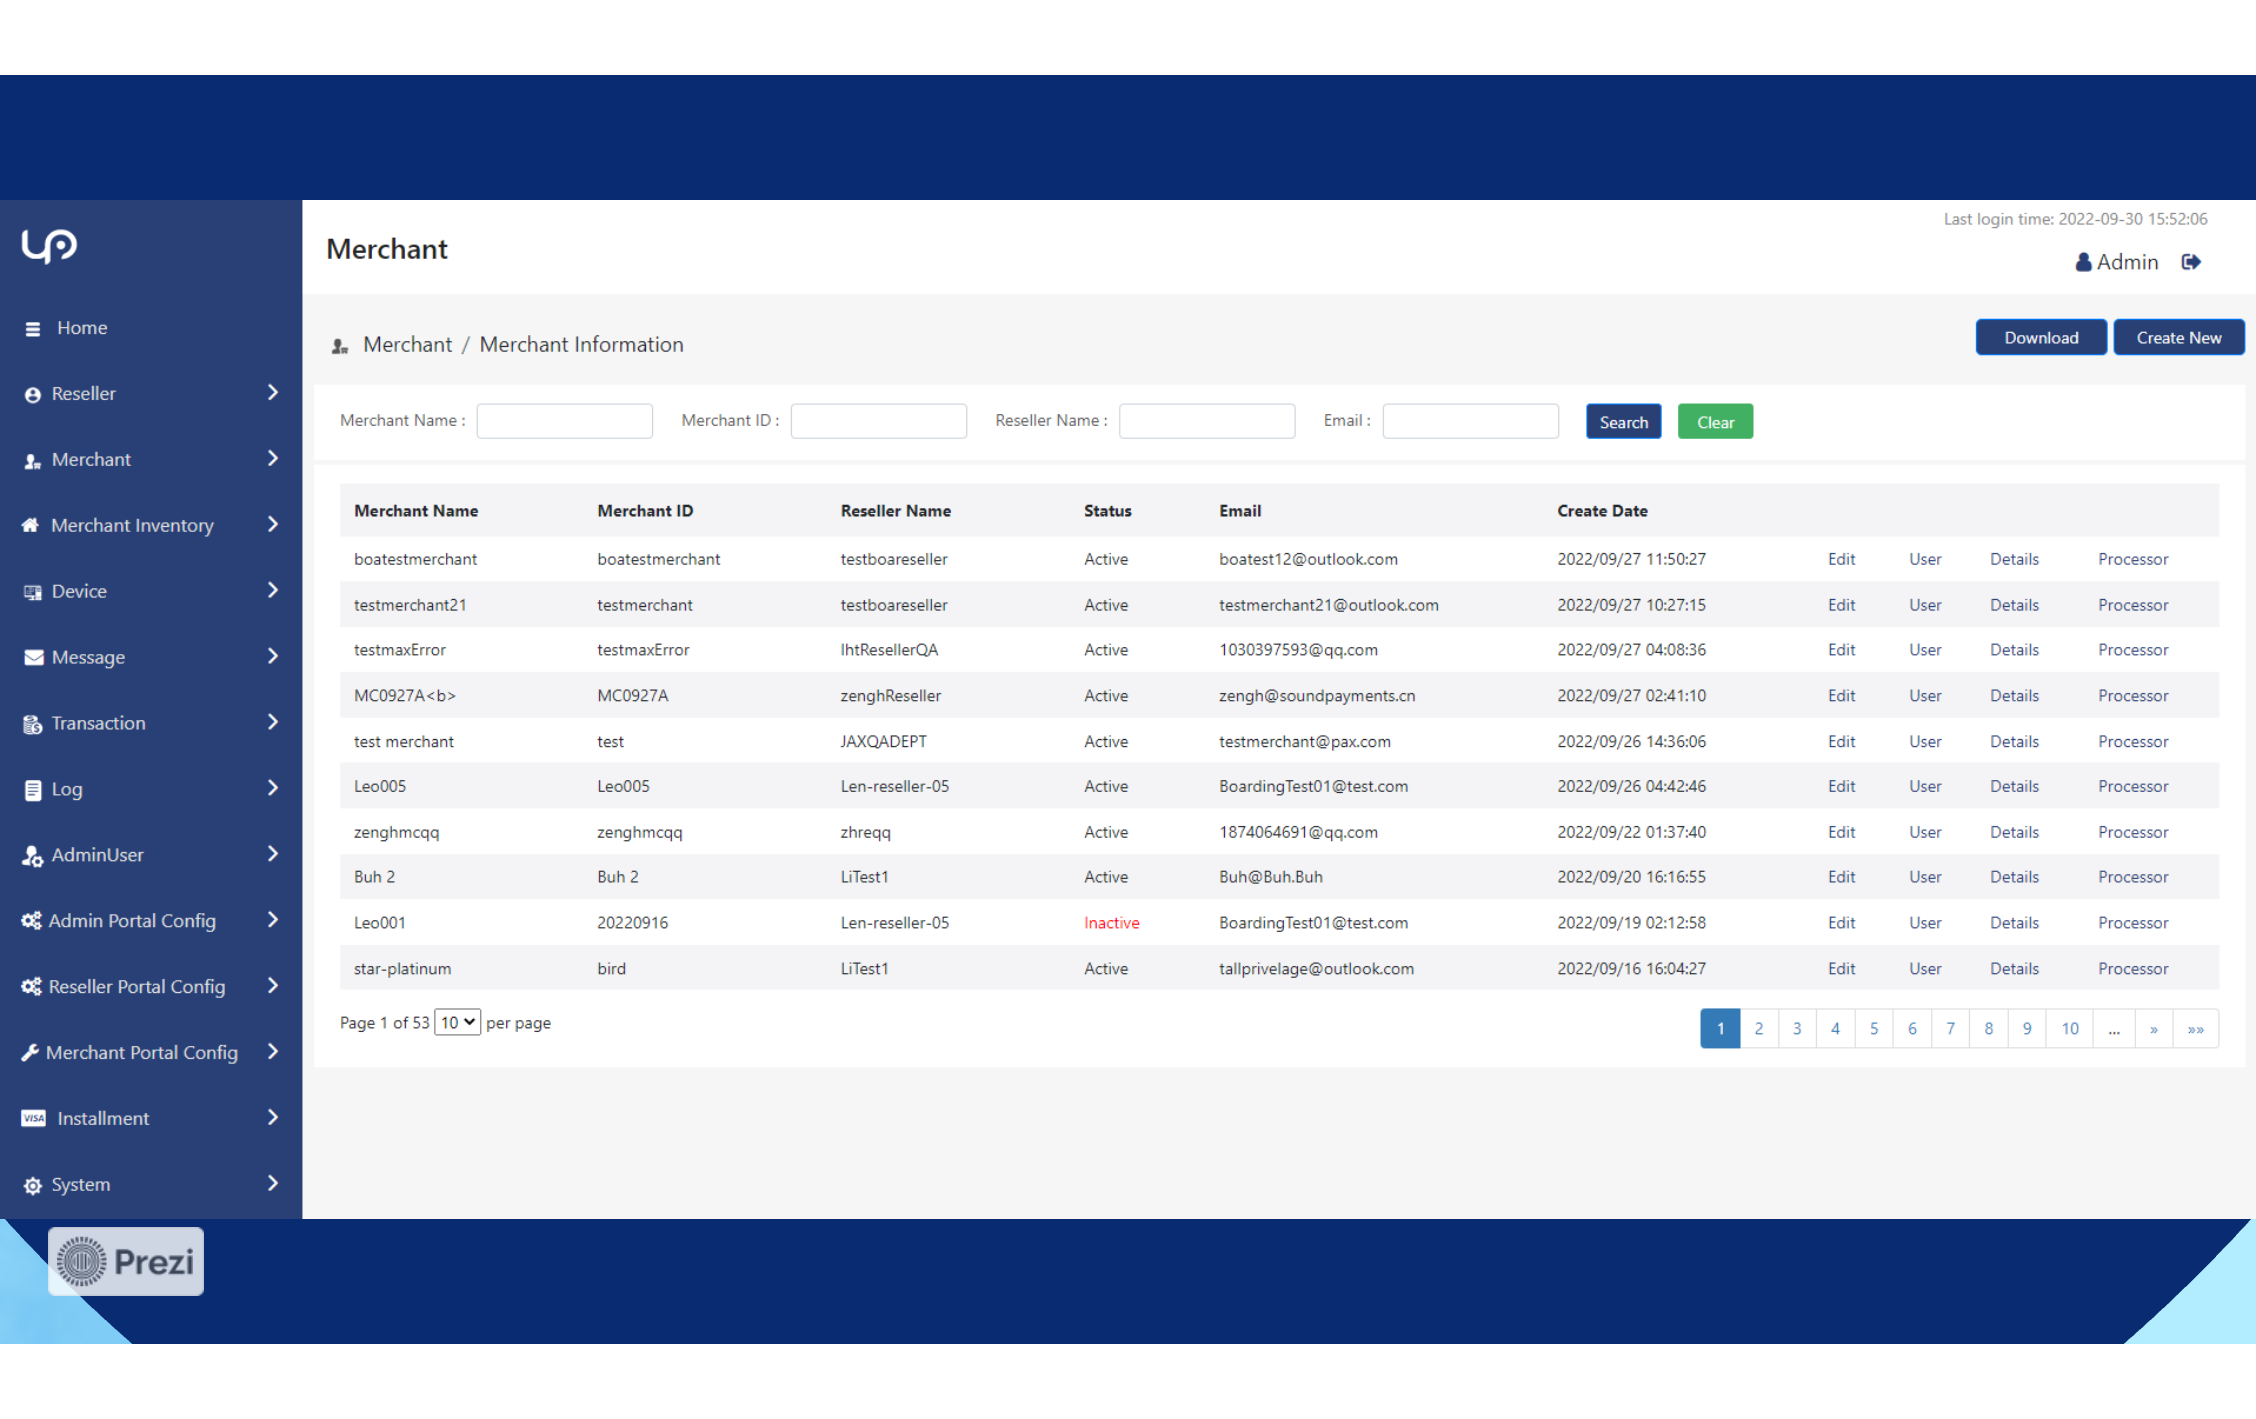 Last login time: 2022-09-30 15:52:06
Merchant
Admin
Home
Reseller
Merchant
Merchant Inventory
Device
Message
Transaction
Log
AdminUser
Admin Portal Config
Reseller Portal Config
Merchant Portal Config
VISA Installment
System
Merchant / Merchant Information
Download Create New
Merchant Name : Merchant ID : Reseller Name : Email : Search Clear
Merchant Name Merchant ID Reseller Name Status Email Create Date
boatestmerchant boatestmerchant testboareseller Active boatest12@outlook.com 2022/09/27 11:50:27 Edit User Details Processor
testmerchant21 testmerchant testboareseller Active testmerchant21@outlook.com 2022/09/27 10:27:15 Edit User Details Processor
testmaxError testmaxError lhtResellerQA Active 1030397593@qq.com 2022/09/27 04:08:36 Edit User Details Processor
MC0927A<b> MC0927A zenghReseller Active zengh@soundpayments.cn 2022/09/27 02:41:10 Edit User Details Processor
test merchant test JAXQADEPT Active testmerchant@pax.com 2022/09/26 14:36:06 Edit User Details Processor
Leo005 Leo005 Len-reseller-05 Active BoardingTest01@test.com 2022/09/26 04:42:46 Edit User Details Processor
zenghmcqq zenghmcqq zhreqq Active 1874064691@qq.com 2022/09/22 01:37:40 Edit User Details Processor
Buh 2 Buh 2 LiTest1 Active Buh@Buh.Buh 2022/09/20 16:16:55 Edit User Details Processor
Leo001 20220916 Len-reseller-05 Inactive BoardingTest01@test.com 2022/09/19 02:12:58 Edit User Details Processor
star-platinum bird LiTest1 Active tallprivelage@outlook.com 2022/09/16 16:04:27 Edit User Details Processor
Page 1 of 53 10 per page
1 2 3 4 5 6 7 8 9 10 ... » »»
Prezi